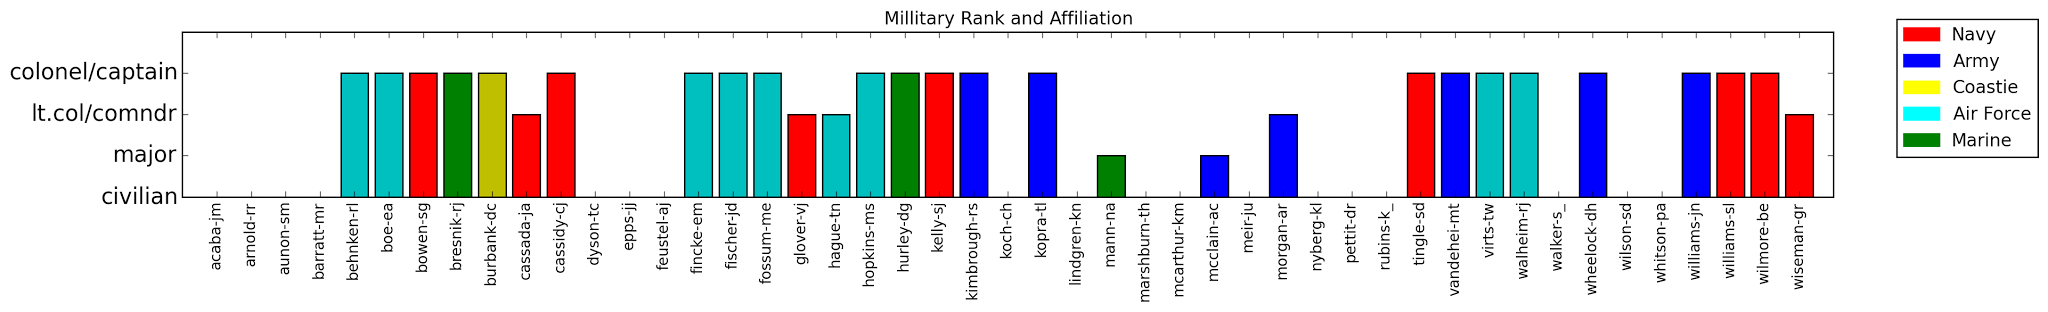 Millitary Rank and Affiliation
colonel/captain
lt.col/comndr
major
civilian
acaba-jm
arnold-rr
aunon-sm
barratt-mr
behnken-rl
boe-ea
bowen-sg
bresnik-rj
burbank-dc
cassada-ja
cassidy-cj
dyson-tc
epps-jj
feustel-aj
fincke-em
fischer-jd
fossum-me
glover-vj
hague-tn
hopkins-ms
hurley-dg
kelly-sj
kimbrough-rs
koch-ch
kopra-tl
lindgren-kn
mann-na
marshburn-th
mcarthur-km
mcclain-ac
meir-ju
morgan-ar
nyberg-kl
pettit-dr
rubins-k_
tingle-sd
vandehei-mt
virts-tw
walheim-rj
walker-s_
wheelock-dh
wilson-sd
whitson-pa
williams-jn
williams-sl
wilmore-be
wiseman-gr
Navy
Army
Coastie
Air Force
Marine